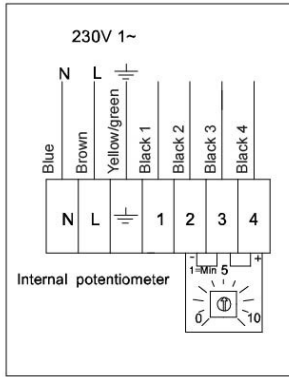 230V 1~
N L
Blue
Brown
Yellow/green
Black 1
Black 2
Black 3
Black 4
N L 1 2 3 4
- +
1=Min 5
Internal potentiometer
0 10